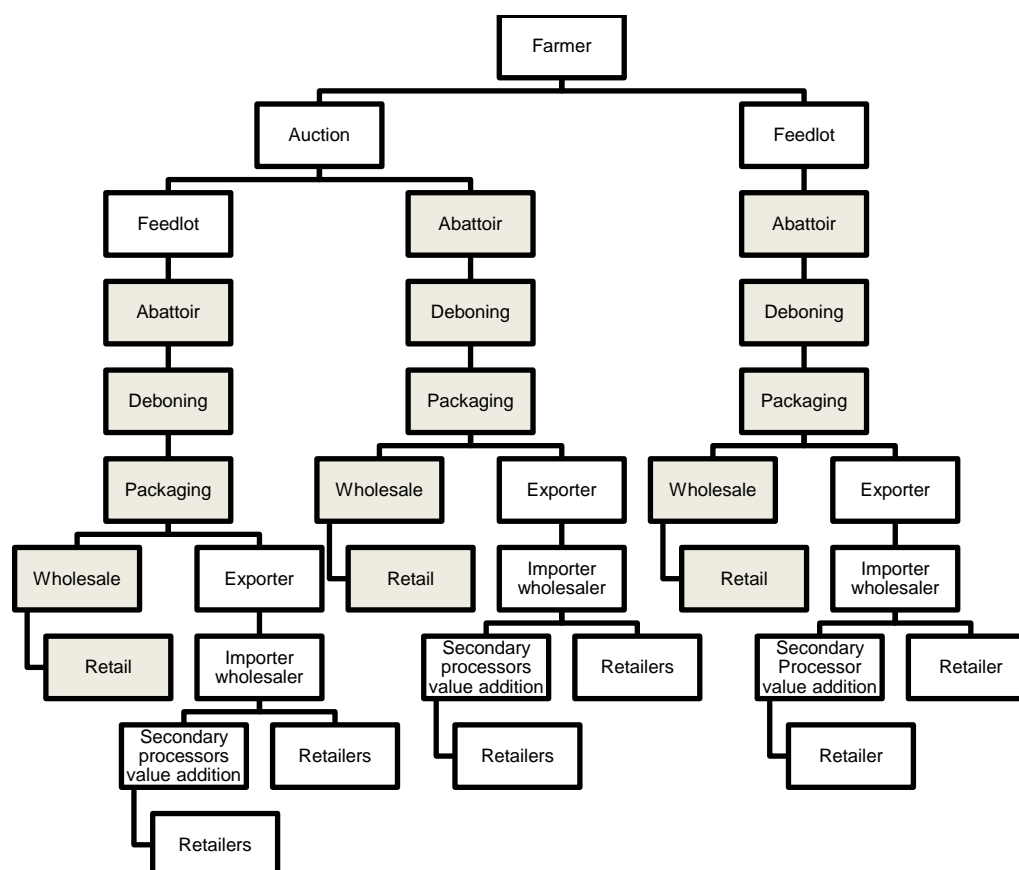 Farmer
Auction
Feedlot
Feedlot
Abattoir
Abattoir
Abattoir
Deboning
Deboning
Deboning
Packaging
Packaging
Packaging
Wholesale
Exporter
Wholesale
Exporter
Wholesale
Exporter
Retail
Importer
wholesaler
Retail
Importer
wholesaler
Retail
Importer
wholesaler
Secondary
processors
value addition
Retailers
Secondary
Processor
value addition
Retailer
Secondary
processors
value addition
Retailers
Retailers
Retailer
Retailers